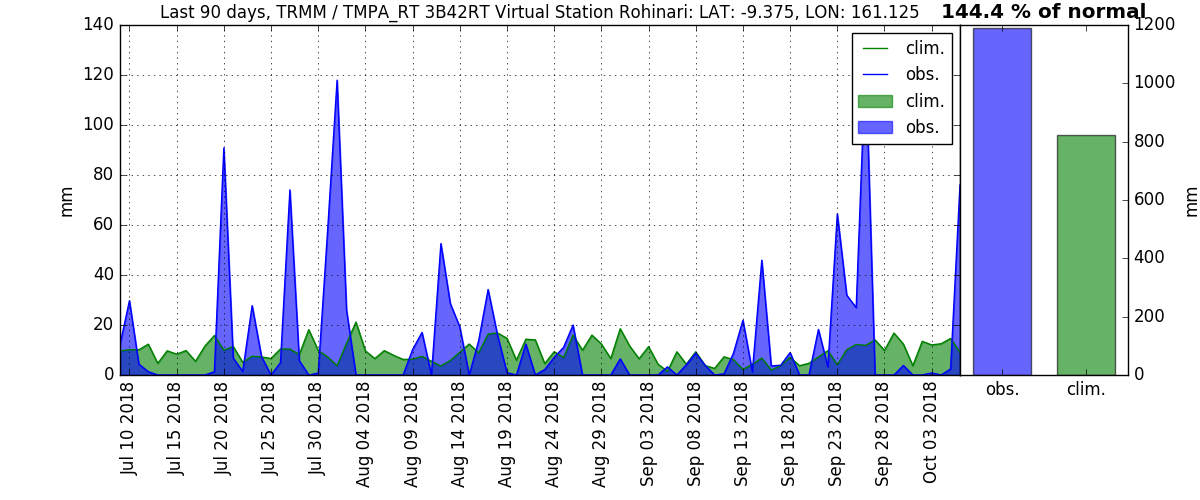 Last 90 days, TRMM / TMPA_RT 3B42RT Virtual Station Rohinari: LAT: -9.375, LON: 161.125
144.4 % of normal
mm
140
120
100
80
60
40
20
0
clim.
obs.
clim.
obs.
Jul 10 2018
Jul 15 2018
Jul 20 2018
Jul 25 2018
Jul 30 2018
Aug 04 2018
Aug 09 2018
Aug 14 2018
Aug 19 2018
Aug 24 2018
Aug 29 2018
Sep 03 2018
Sep 08 2018
Sep 13 2018
Sep 18 2018
Sep 23 2018
Sep 28 2018
Oct 03 2018
1200
1000
800
600
400
200
0
mm
obs.
clim.